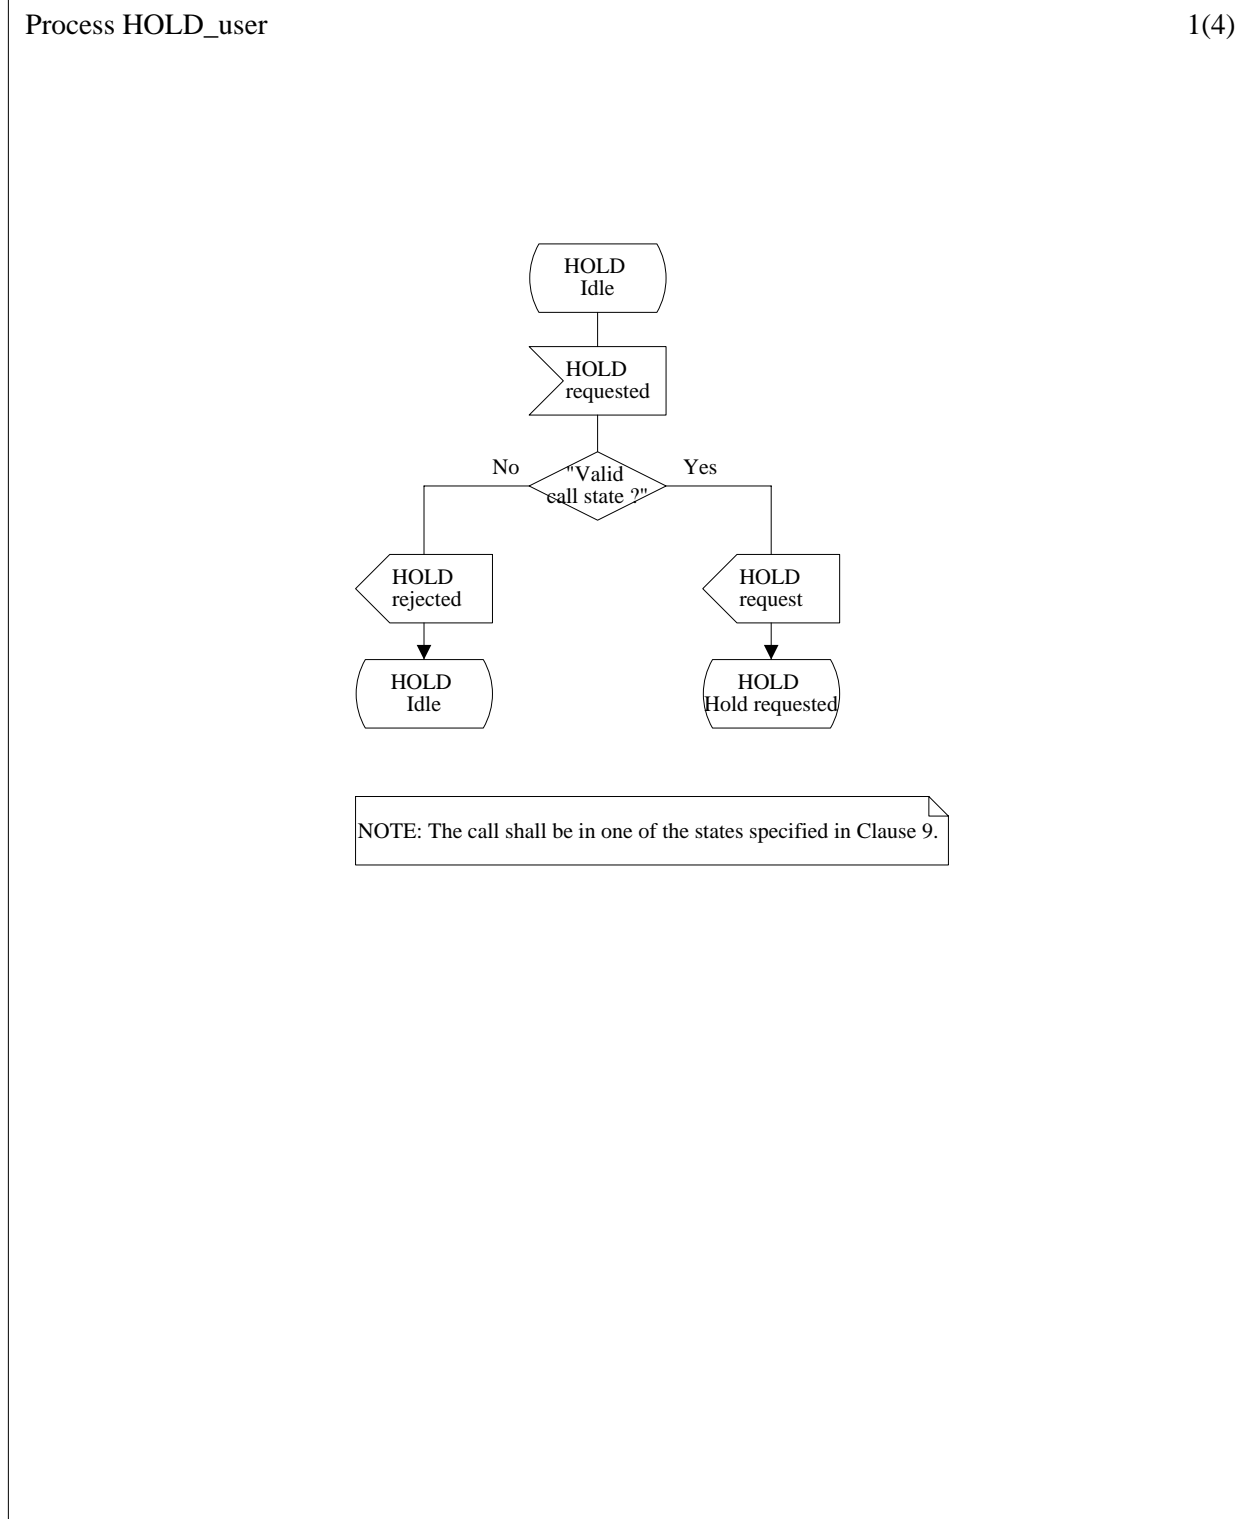 Process HOLD_user
1(4)
HOLD
Idle
HOLD
requested
No
"Valid
call state ?"
Yes
HOLD
rejected
HOLD
request
HOLD
Idle
HOLD
Hold requested
NOTE: The call shall be in one of the states specified in Clause 9.